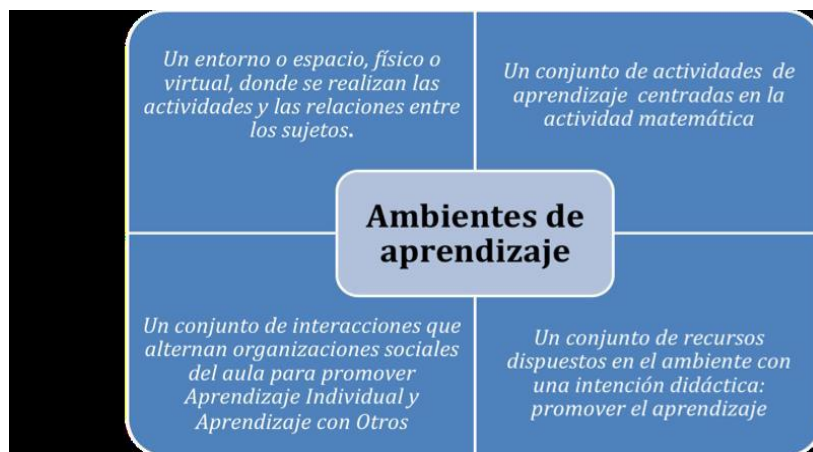 Un entorno o espacio, físico o
virtual, donde se realizan las
actividades y las relaciones entre
los sujetos.
Un conjunto de actividades de
aprendizaje centradas en la
actividad matemática
Ambientes de
aprendizaje
Un conjunto de interacciones que
alternan organizaciones sociales
del aula para promover
Aprendizaje Individual y
Aprendizaje con Otros
Un conjunto de recursos
dispuestos en el ambiente con
una intención didáctica:
promover el aprendizaje